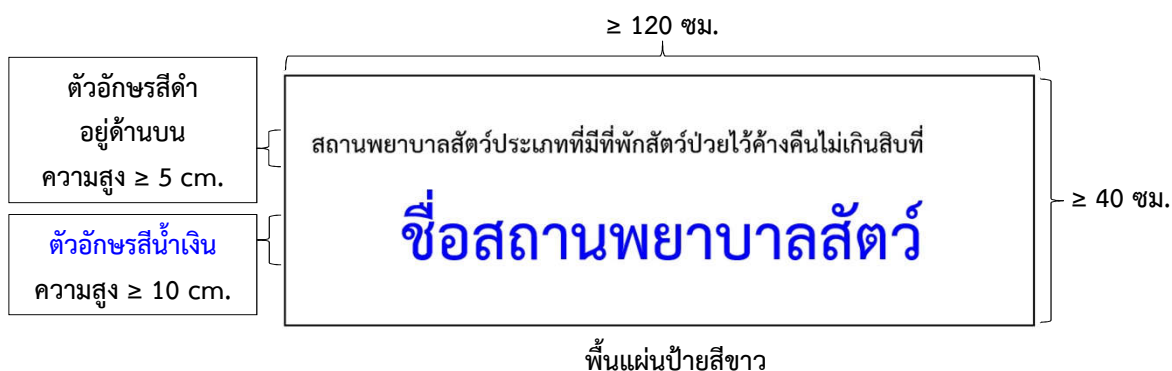 ≥ 120 ซม.
ตัวอักษรสีดำ
อยู่ด้านบน
ความสูง ≥ 5 cm.
สถานพยาบาลสัตว์ประเภทที่มีที่พักสัตว์ป่วยไว้ค้างคืนไม่เกินสิบที่
≥ 40 ซม.
ตัวอักษรสีน้ำเงิน
ความสูง ≥ 10 cm.
ชื่อสถานพยาบาลสัตว์
พื้นแผ่นป้ายสีขาว